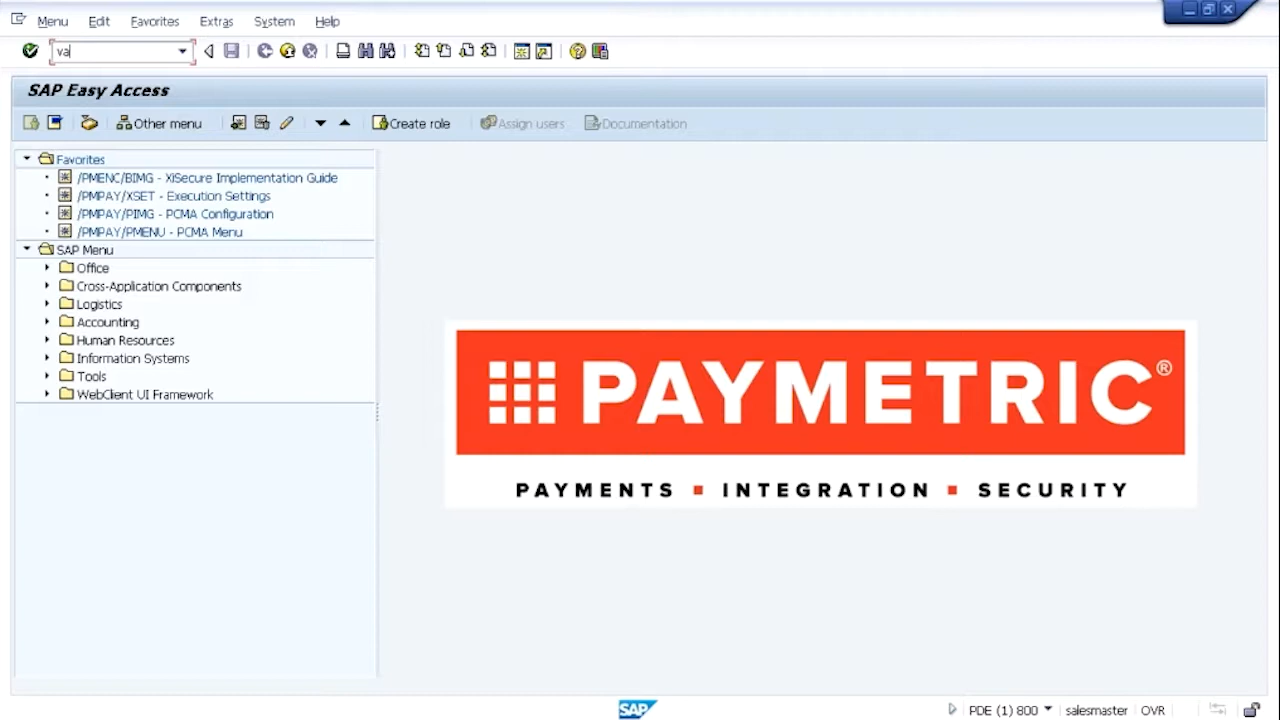 Menu Edit Favorites Extras System Help
va
SAP Easy Access
Other menu Create role Assign users Documentation
Favorites
/PMENC/BIMG - XiSecure Implementation Guide
/PMPAY/XSET - Execution Settings
/PMPAY/PIMG - PCMA Configuration
/PMPAY/PMENU - PCMA Menu
SAP Menu
Office
Cross-Application Components
Logistics
Accounting
Human Resources
Information Systems
Tools
WebClient UI Framework
PAYMETRIC®
PAYMENTS ▪ INTEGRATION ▪ SECURITY
SAP PDE (1) 800 salesmaster OVR